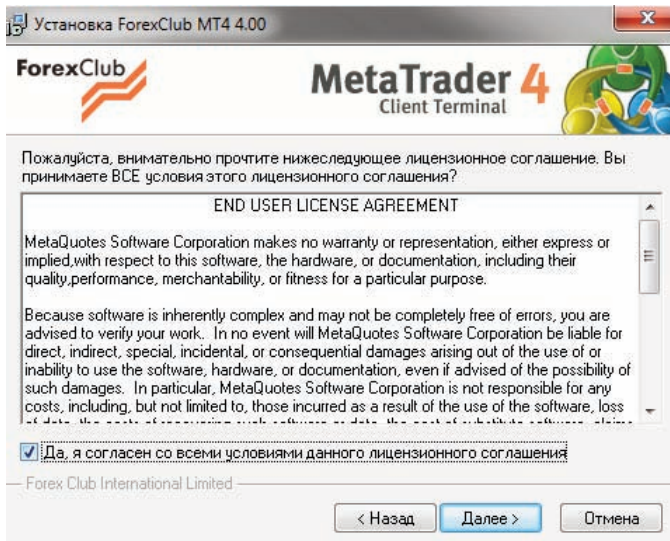 Установка ForexClub MT4 4.00
ForexClub
MetaTrader 4
Client Terminal
Пожалуйста, внимательно прочтите нижеследующее лицензионное соглашение. Вы
принимаете ВСЕ условия этого лицензионного соглашения?
END USER LICENSE AGREEMENT
MetaQuotes Software Corporation makes no warranty or representation, either express or
implied,with respect to this software, the hardware, or documentation, including their
quality,performance, merchantability, or fitness for a particular purpose.
Because software is inherently complex and may not be completely free of errors, you are
advised to verify your work. In no event will MetaQuotes Software Corporation be liable for
direct, indirect, special, incidental, or consequential damages arising out of the use of or
inability to use the software, hardware, or documentation, even if advised of the possibility of
such damages. In particular, MetaQuotes Software Corporation is not responsible for any
costs, including, but not limited to, those incurred as a result of the use of the software, loss
Да, я согласен со всеми условиями данного лицензионного соглашения
Forex Club International Limited
< Назад
Далее >
Отмена